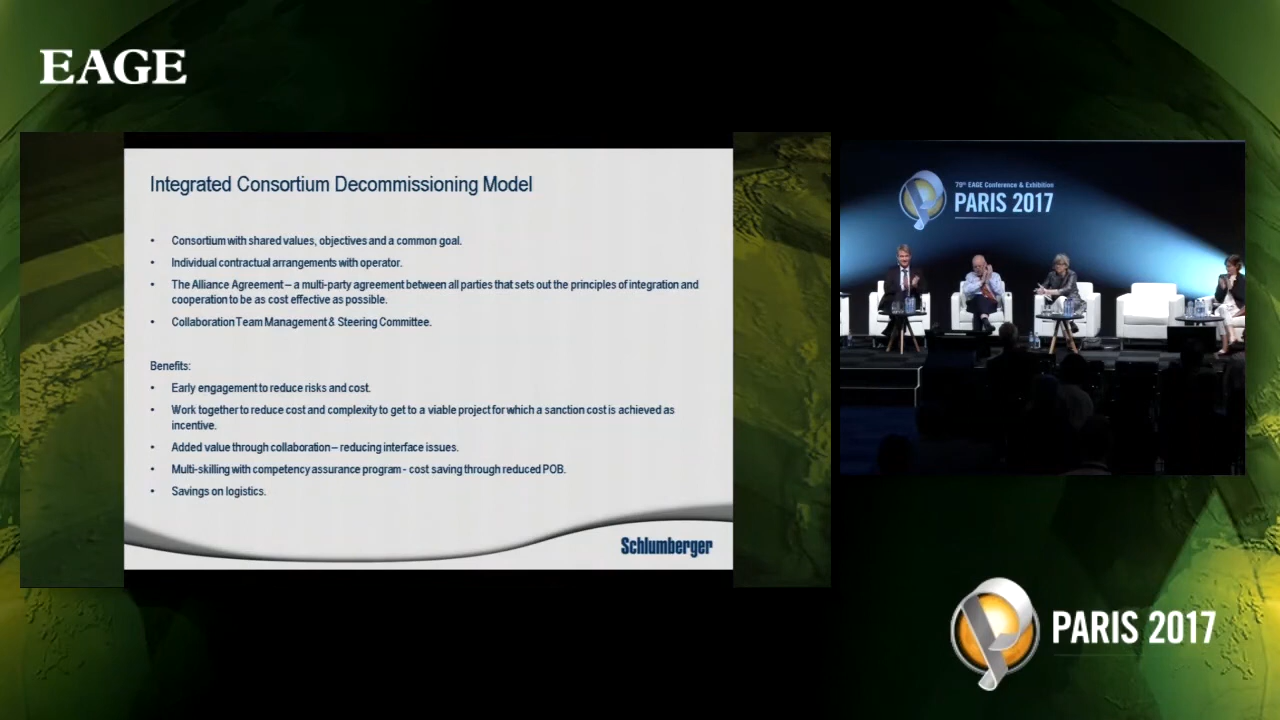 EAGE
Integrated Consortium Decommissioning Model
• Consortium with shared values, objectives and a common goal.
• Individual contractual arrangements with operator.
• The Alliance Agreement – a multi-party agreement between all parties that sets out the principles of integration and
cooperation to be as cost effective as possible.
• Collaboration Team Management & Steering Committee.
Benefits:
• Early engagement to reduce risks and cost.
• Work together to reduce cost and complexity to get to a viable project for which a sanction cost is achieved as
incentive.
• Added value through collaboration – reducing interface issues.
• Multi-skilling with competency assurance program - cost saving through reduced POB.
• Savings on logistics.
Schlumberger
79th EAGE Conference & Exhibition
PARIS 2017
PARIS 2017